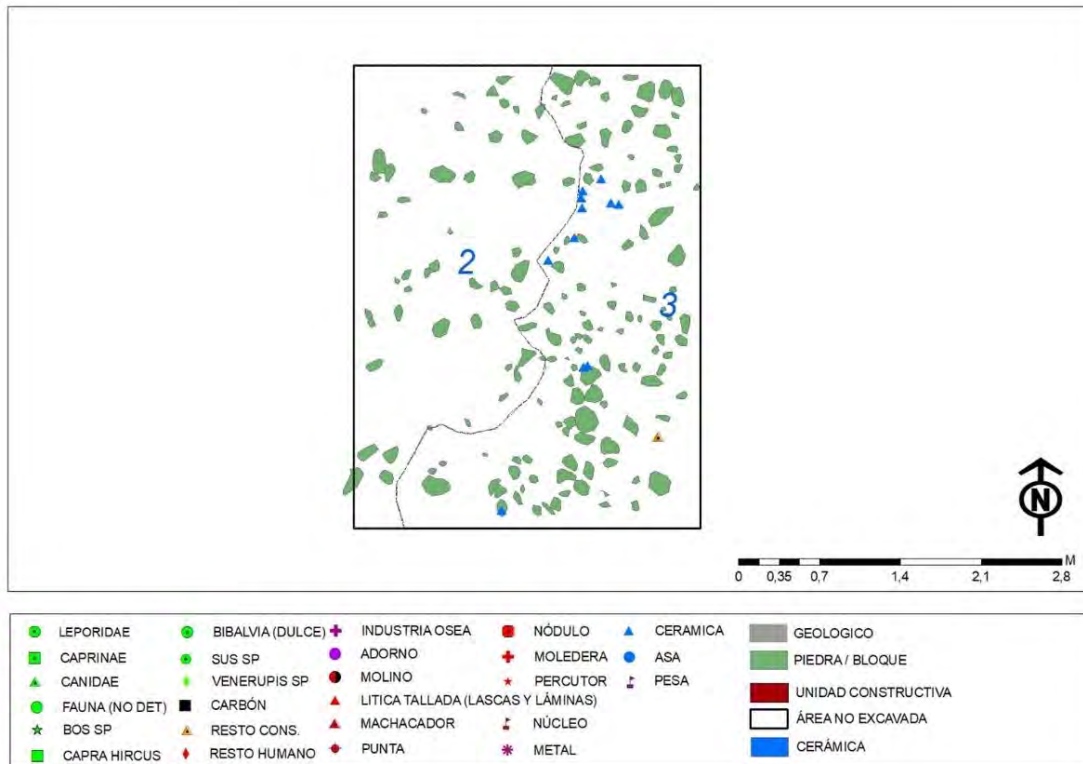 2
3
N
M
0 0,35 0,7 1,4 2,1 2,8
LEPORIDAE
CAPRINAE
CANIDAE
FAUNA (NO DET)
BOS SP
CAPRA HIRCUS
BIBALVIA (DULCE)
SUS SP
VENERUPIS SP
CARBÓN
RESTO CONS.
RESTO HUMANO
INDUSTRIA OSEA
ADORNO
MOLINO
LITICA TALLADA (LASCAS Y LÁMINAS)
MACHACADOR
PUNTA
NÓDULO
MOLEDERA
PERCUTOR
NÚCLEO
METAL
CERAMICA
ASA
PESA
GEOLOGICO
PIEDRA / BLOQUE
UNIDAD CONSTRUCTIVA
ÁREA NO EXCAVADA
CERÁMICA